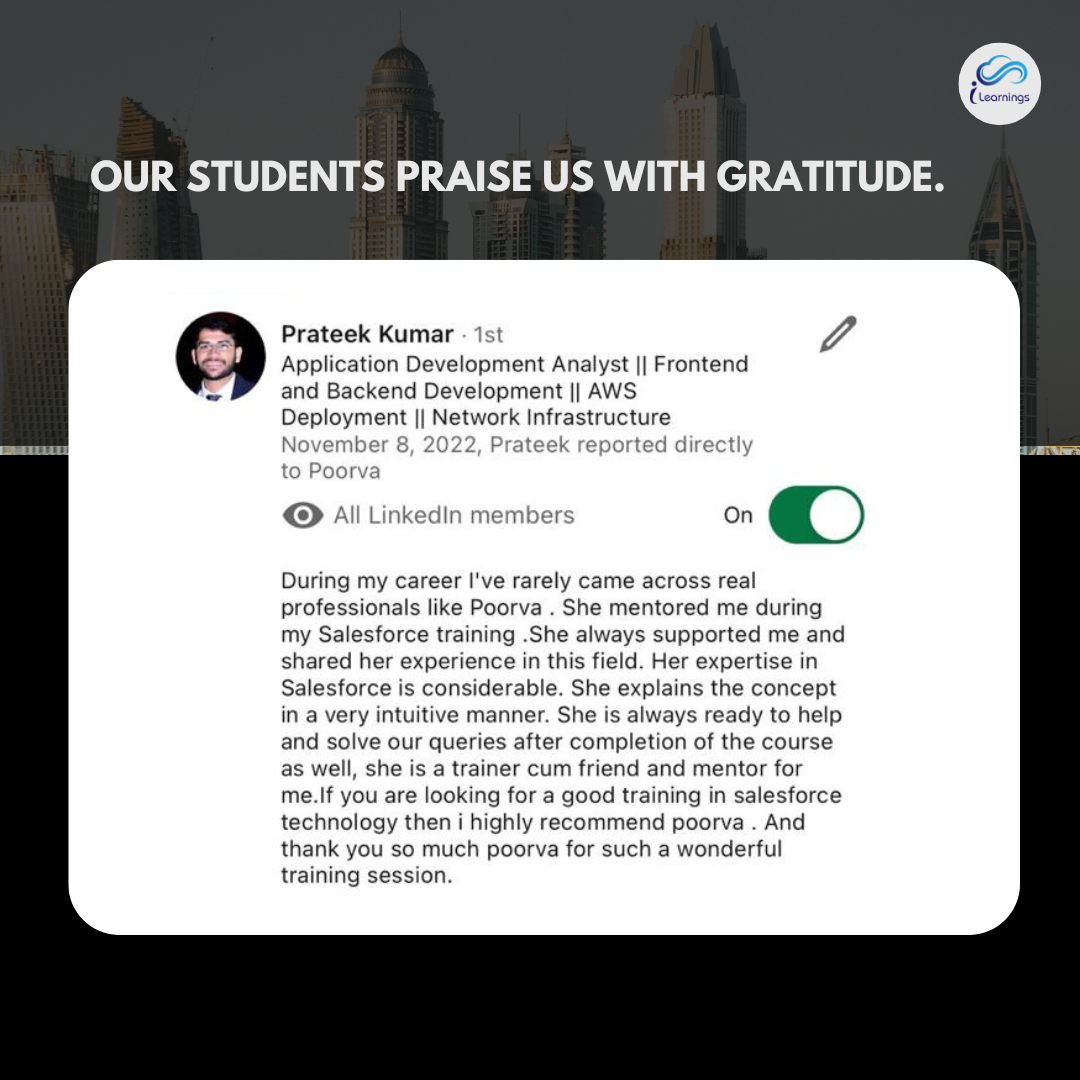 iLearnings
OUR STUDENTS PRAISE US WITH GRATITUDE.
Prateek Kumar · 1st
Application Development Analyst || Frontend
and Backend Development || AWS
Deployment || Network Infrastructure
November 8, 2022, Prateek reported directly
to Poorva
All LinkedIn members
On
During my career I've rarely came across real
professionals like Poorva . She mentored me during
my Salesforce training .She always supported me and
shared her experience in this field. Her expertise in
Salesforce is considerable. She explains the concept
in a very intuitive manner. She is always ready to help
and solve our queries after completion of the course
as well, she is a trainer cum friend and mentor for
me.If you are looking for a good training in salesforce
technology then i highly recommend poorva . And
thank you so much poorva for such a wonderful
training session.